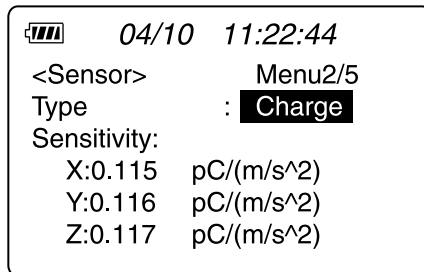 04/10 11:22:44
<Sensor> Menu2/5
Type : Charge
Sensitivity:
X:0.115 pC/(m/s^2)
Y:0.116 pC/(m/s^2)
Z:0.117 pC/(m/s^2)